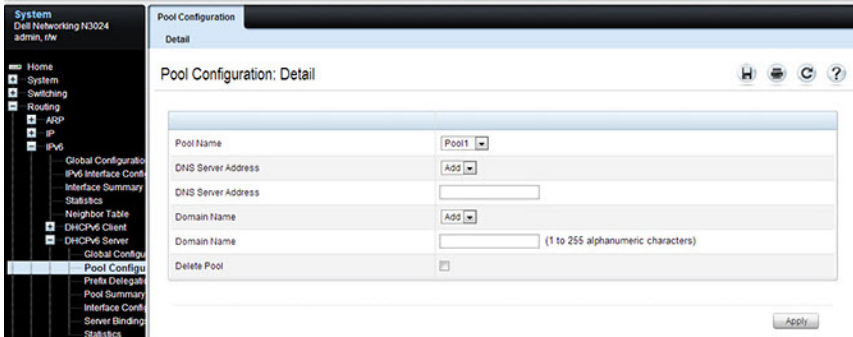 System
Dell Networking N3024
admin, r/w
Home
System
Switching
Routing
ARP
IP
IPv6
Global Configuratio
IPv6 Interface Confi
Interface Summary
Statistics
Neighbor Table
DHCPv6 Client
DHCPv6 Server
Global Configu
Pool Configu
Prefix Delegati
Pool Summary
Interface Confi
Server Bindings
Statistics
Pool Configuration
Detail
Pool Configuration: Detail
?
Pool Name Pool1
DNS Server Address Add
DNS Server Address
Domain Name Add
Domain Name (1 to 255 alphanumeric characters)
Delete Pool
Apply